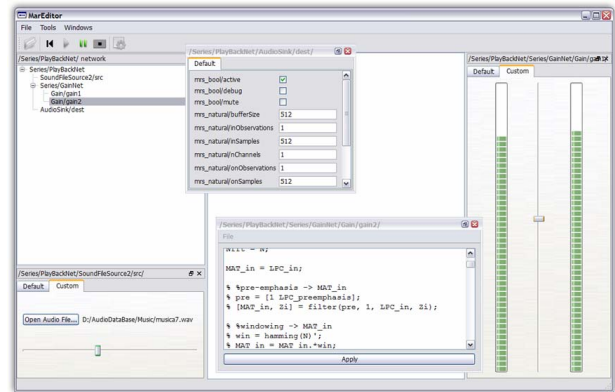 MarEditor
File Tools Windows
/Series/PlayBackNet/ network
Series/PlayBackNet
SoundFileSource2/src
Series/GainNet
Gain/gain1
Gain/gain2
AudioSink/dest
/Series/PlayBackNet/AudioSink/dest/
Default
mrs_bool/active
mrs_bool/debug
mrs_bool/mute
mrs_natural/bufferSize 512
mrs_natural/inObservations 1
mrs_natural/inSamples 512
mrs_natural/nChannels 1
mrs_natural/onObservations 1
mrs_natural/onSamples 512
/Series/PlayBackNet/Series/GainNet/Gain/
Default Custom
/Series/PlayBackNet/Series/GainNet/Gain/gain2/
File
MAT_in = LPC_in;
% %pre-emphasis -> MAT_in
% pre = [1 LPC_preemphasis];
% [MAT_in, Zi] = filter(pre, 1, LPC_in, Zi);
% %windowing -> MAT_in
% win = hamming(N)';
% MAT_in = MAT_in.*win;
Apply
/Series/PlayBackNet/SoundFileSource2/src/
Default Custom
Open Audio File... D:/AudioDataBase/Music/musica7.wav